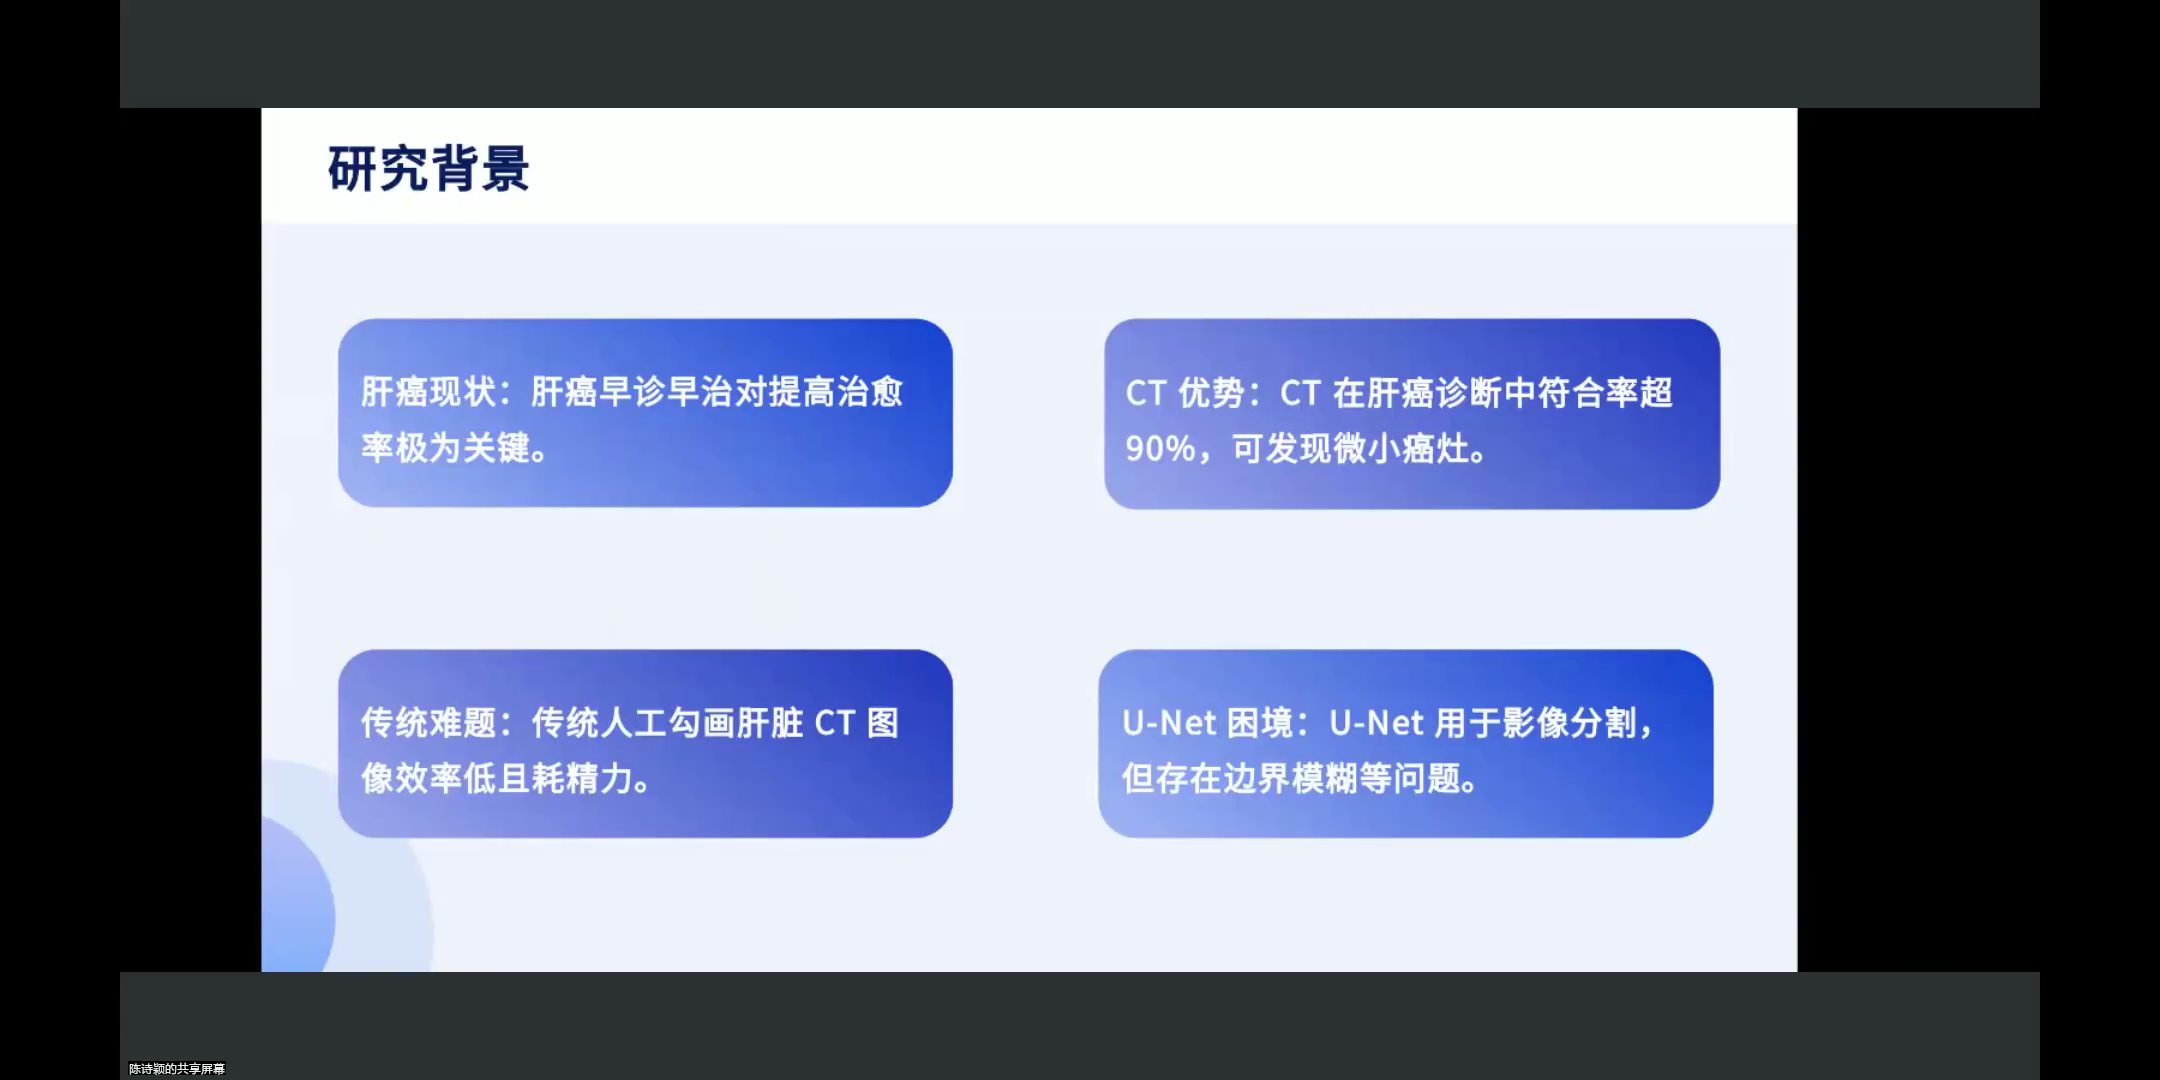 研究背景
肝癌现状：肝癌早诊早治对提高治愈
率极为关键。
CT 优势：CT 在肝癌诊断中符合率超
90%，可发现微小癌灶。
传统难题：传统人工勾画肝脏 CT 图
像效率低且耗精力。
U-Net 困境：U-Net 用于影像分割，
但存在边界模糊等问题。
陈诗颖的共享屏幕